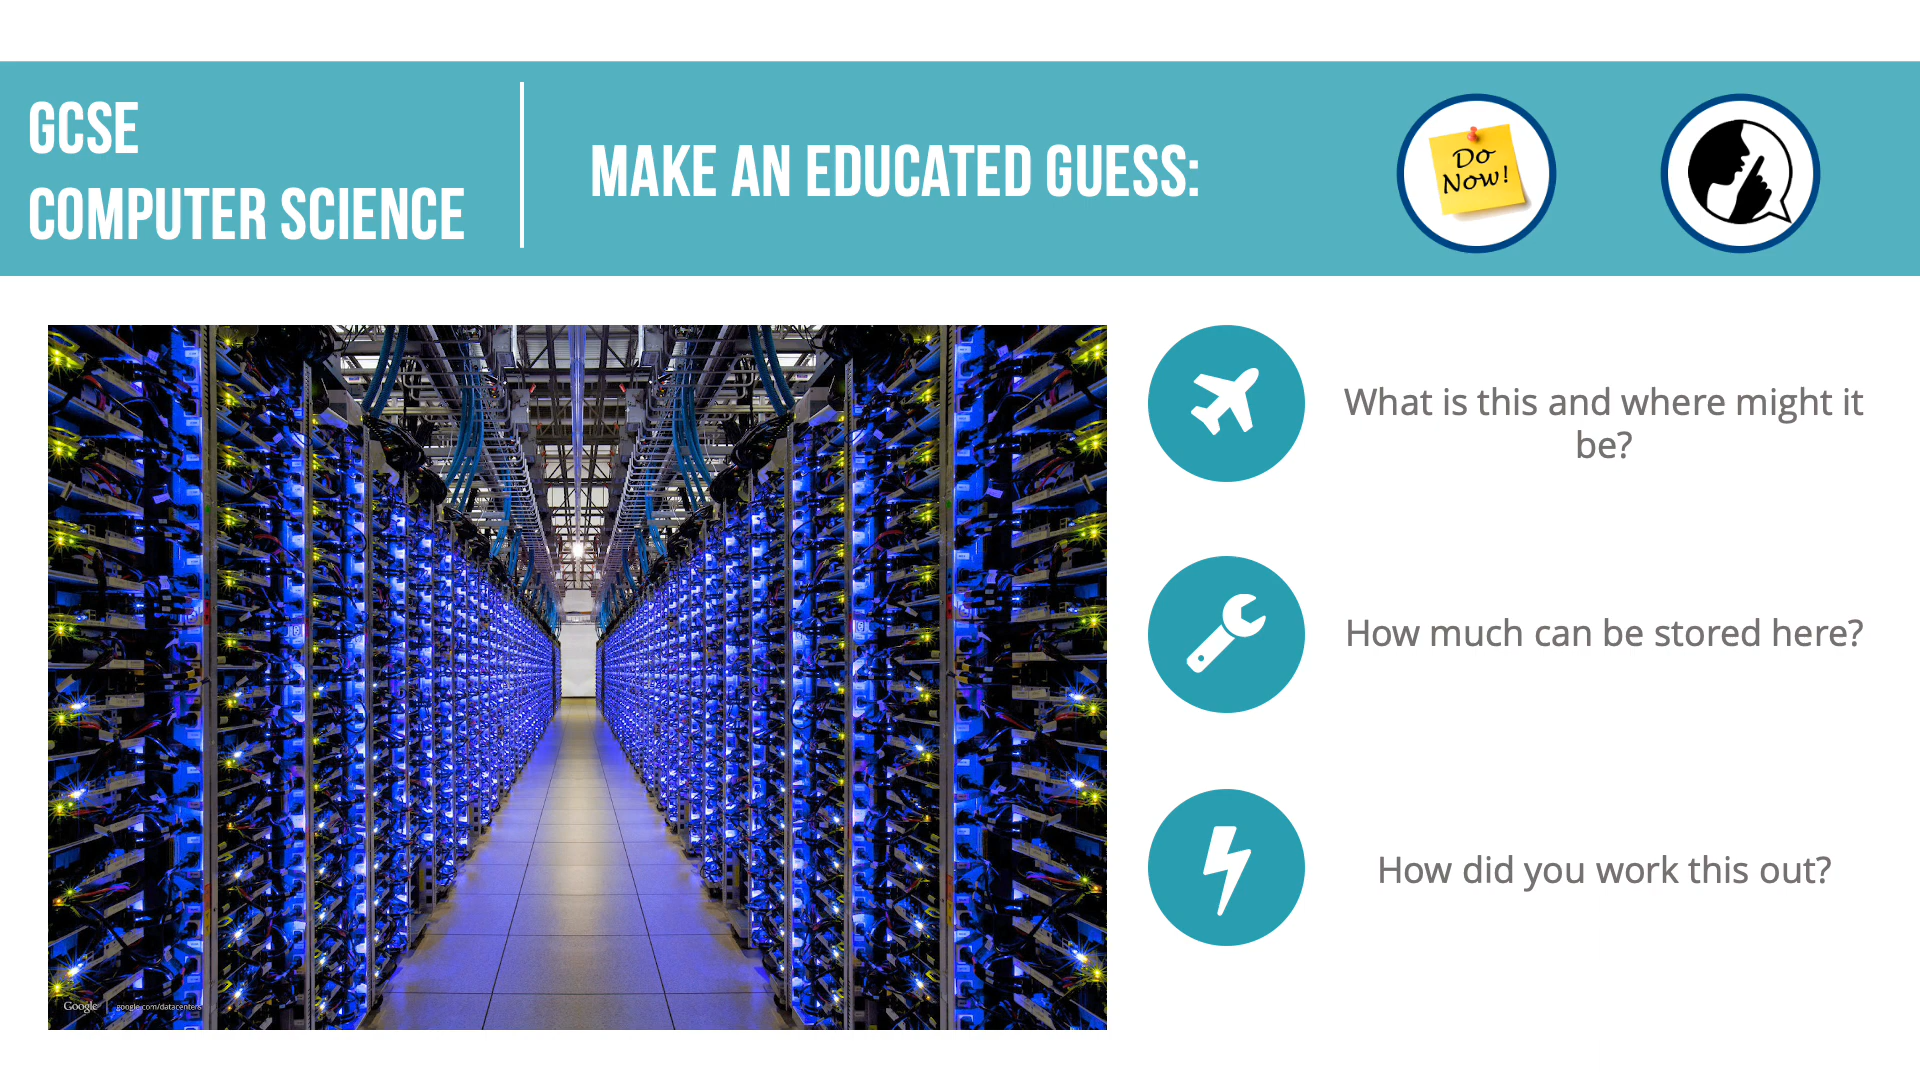 GCSE
COMPUTER SCIENCE
MAKE AN EDUCATED GUESS:
Do
Now!
What is this and where might it
be?
How much can be stored here?
How did you work this out?
Google | google.com/datacenters